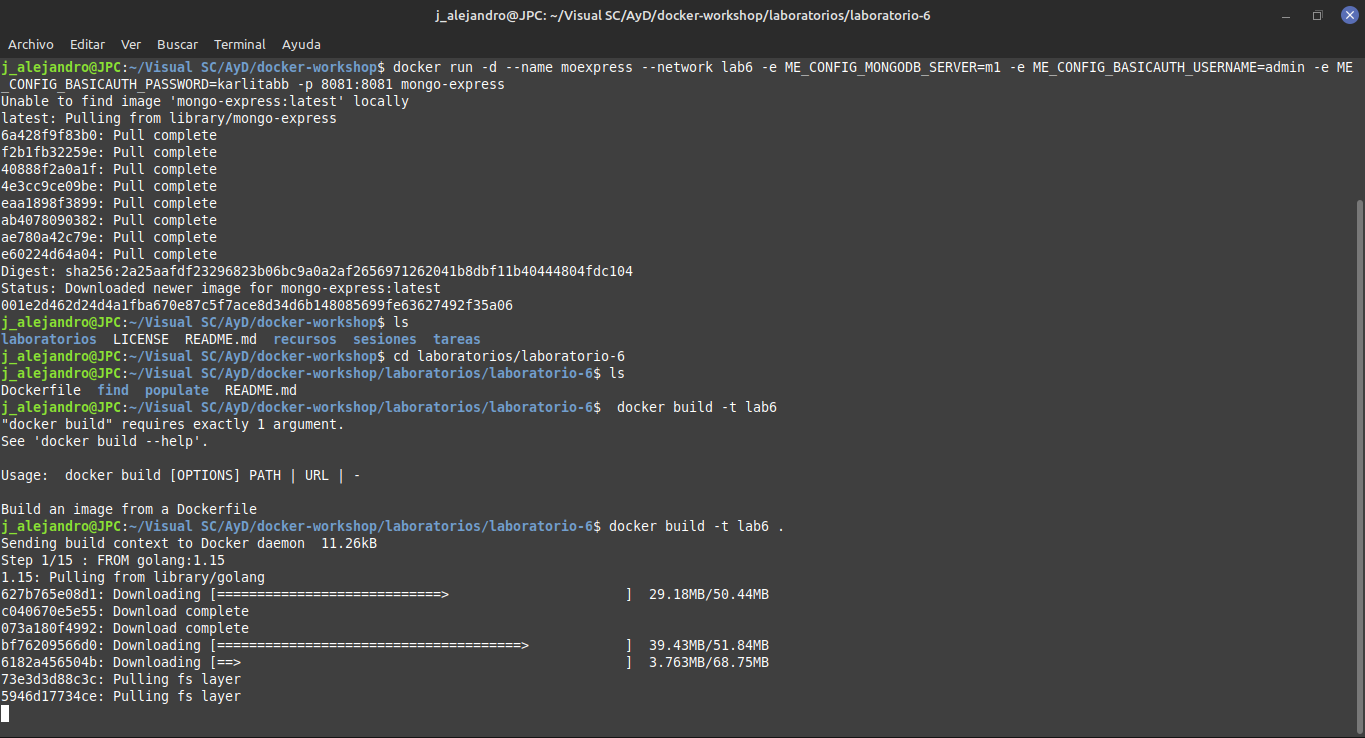 j_alejandro@JPC: ~/Visual SC/AyD/docker-workshop/laboratorios/laboratorio-6
Archivo Editar Ver Buscar Terminal Ayuda
j_alejandro@JPC:~/Visual SC/AyD/docker-workshop$ docker run -d --name moexpress --network lab6 -e ME_CONFIG_MONGODB_SERVER=m1 -e ME_CONFIG_BASICAUTH_USERNAME=admin -e ME
_CONFIG_BASICAUTH_PASSWORD=karlitabb -p 8081:8081 mongo-express
Unable to find image 'mongo-express:latest' locally
latest: Pulling from library/mongo-express
6a428f9f83b0: Pull complete
f2b1fb32259e: Pull complete
40888f2a0a1f: Pull complete
4e3cc9ce09be: Pull complete
eaa1898f3899: Pull complete
ab4078090382: Pull complete
ae780a42c79e: Pull complete
e60224d64a04: Pull complete
Digest: sha256:2a25aafdf23296823b06bc9a0a2af2656971262041b8dbf11b40444804fdc104
Status: Downloaded newer image for mongo-express:latest
001e2d462d24d4a1fba670e87c5f7ace8d34d6b148085699fe63627492f35a06
j_alejandro@JPC:~/Visual SC/AyD/docker-workshop$ ls
laboratorios  LICENSE  README.md  recursos  sesiones  tareas
j_alejandro@JPC:~/Visual SC/AyD/docker-workshop$ cd laboratorios/laboratorio-6
j_alejandro@JPC:~/Visual SC/AyD/docker-workshop/laboratorios/laboratorio-6$ ls
Dockerfile  find  populate  README.md
j_alejandro@JPC:~/Visual SC/AyD/docker-workshop/laboratorios/laboratorio-6$  docker build -t lab6
"docker build" requires exactly 1 argument.
See 'docker build --help'.
Usage:  docker build [OPTIONS] PATH | URL | -
Build an image from a Dockerfile
j_alejandro@JPC:~/Visual SC/AyD/docker-workshop/laboratorios/laboratorio-6$ docker build -t lab6 .
Sending build context to Docker daemon  11.26kB
Step 1/15 : FROM golang:1.15
1.15: Pulling from library/golang
627b765e08d1: Downloading [============================>                      ]  29.18MB/50.44MB
c040670e5e55: Download complete
073a180f4992: Download complete
bf76209566d0: Downloading [======================================>            ]  39.43MB/51.84MB
6182a456504b: Downloading [==>                                                ]  3.763MB/68.75MB
73e3d3d88c3c: Pulling fs layer
5946d17734ce: Pulling fs layer